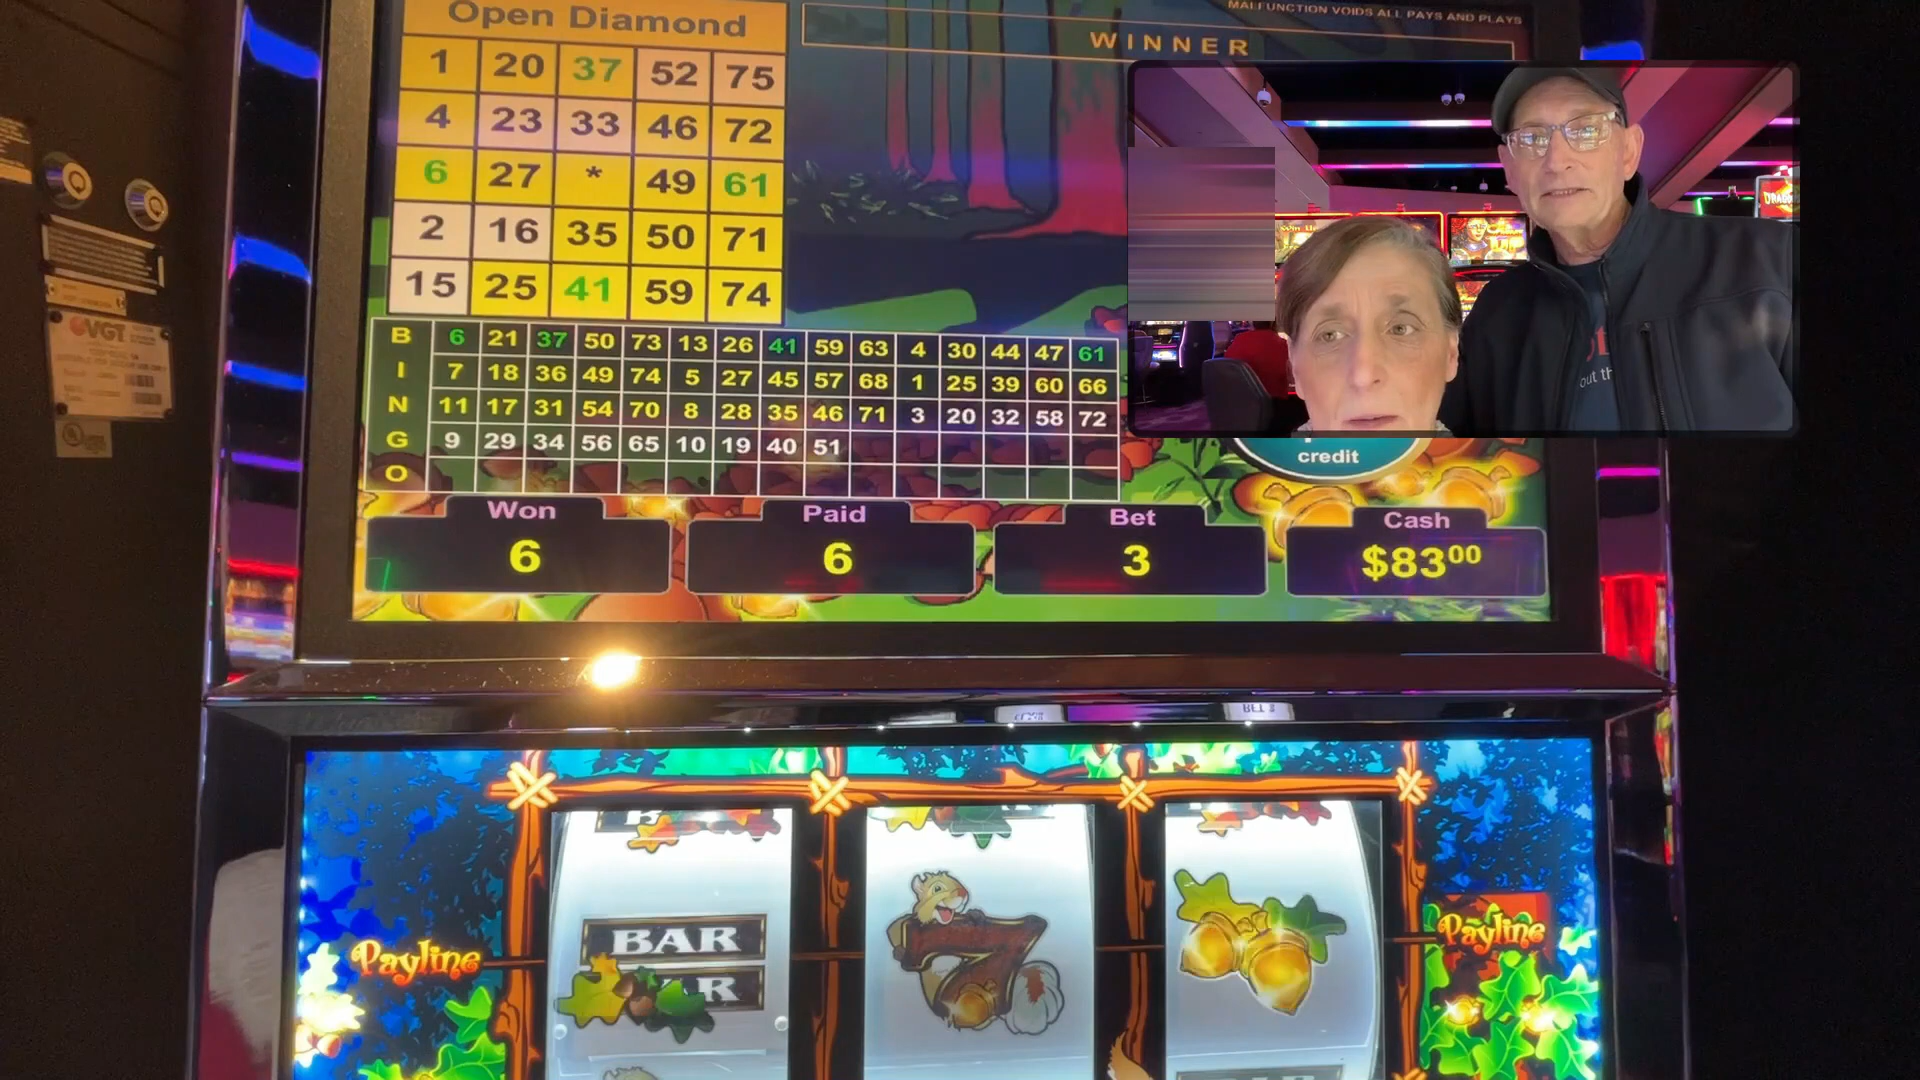 MALFUNCTION VOIDS ALL PAYS AND PLAYS
Open Diamond
WINNER
1 20 37 52 75
4 23 33 46 72
6 27 * 49 61
2 16 35 50 71
15 25 41 59 74
B 6 21 37 50 73 13 26 41 59 63 4 30 44 47 61
I 7 18 36 49 74 5 27 45 57 68 1 25 39 60 66
N 11 17 31 54 70 8 28 35 46 71 3 20 32 58 72
G 9 29 34 56 65 10 19 40 51
O
VGT
credit
Won Paid Bet Cash
6 6 3 $8300
BAR
Payline
7
Payline